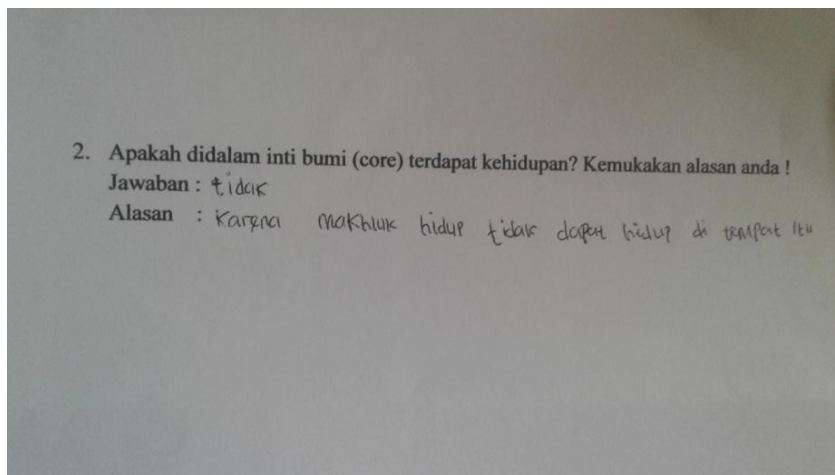 2. Apakah didalam inti bumi (core) terdapat kehidupan? Kemukakan alasan anda !
Jawaban : tidak
Alasan : Karena makhluk hidup tidak dapat hidup di tempat itu